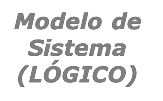 Modelo de
Sistema
(LÓGICO)